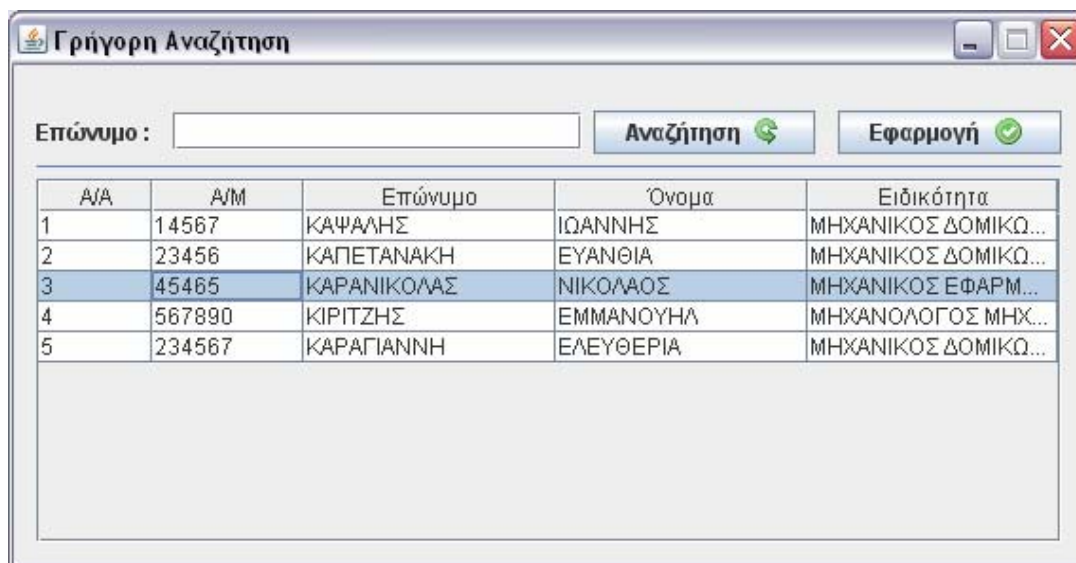 Γρήγορη Αναζήτηση
Επώνυμο : Αναζήτηση Εφαρμογή
Α/Α Α/Μ Επώνυμο Όνομα Ειδικότητα
1 14567 ΚΑΨΑΛΗΣ ΙΩΑΝΝΗΣ ΜΗΧΑΝΙΚΟΣ ΔΟΜΙΚΩ...
2 23456 ΚΑΠΕΤΑΝΑΚΗ ΕΥΑΝΘΙΑ ΜΗΧΑΝΙΚΟΣ ΔΟΜΙΚΩ...
3 45465 ΚΑΡΑΝΙΚΟΛΑΣ ΝΙΚΟΛΑΟΣ ΜΗΧΑΝΙΚΟΣ ΕΦΑΡΜ...
4 567890 ΚΙΡΙΤΖΗΣ ΕΜΜΑΝΟΥΗΛ ΜΗΧΑΝΟΛΟΓΟΣ ΜΗΧ...
5 234567 ΚΑΡΑΓΙΑΝΝΗ ΕΛΕΥΘΕΡΙΑ ΜΗΧΑΝΙΚΟΣ ΔΟΜΙΚΩ...